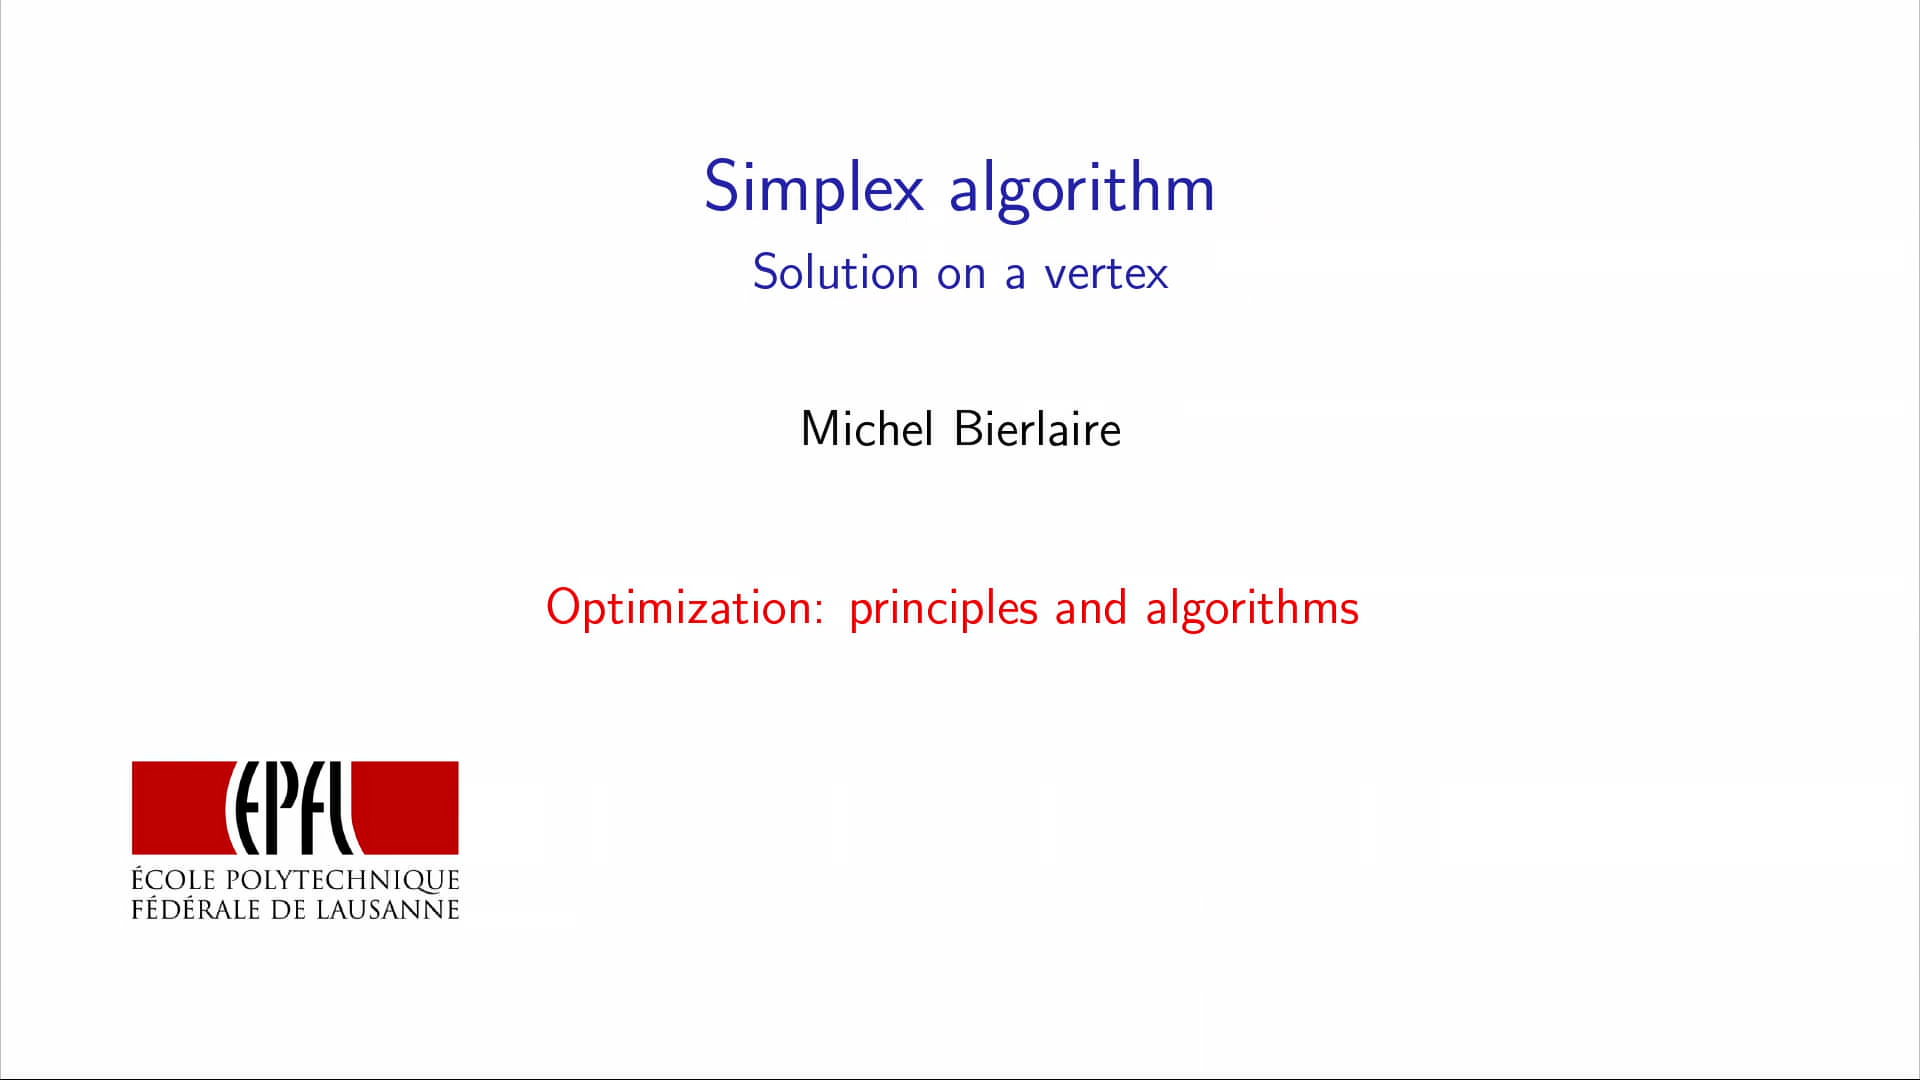 Simplex algorithm
Solution on a vertex
Michel Bierlaire
Optimization: principles and algorithms
EPFL
ÉCOLE POLYTECHNIQUE
FÉDÉRALE DE LAUSANNE